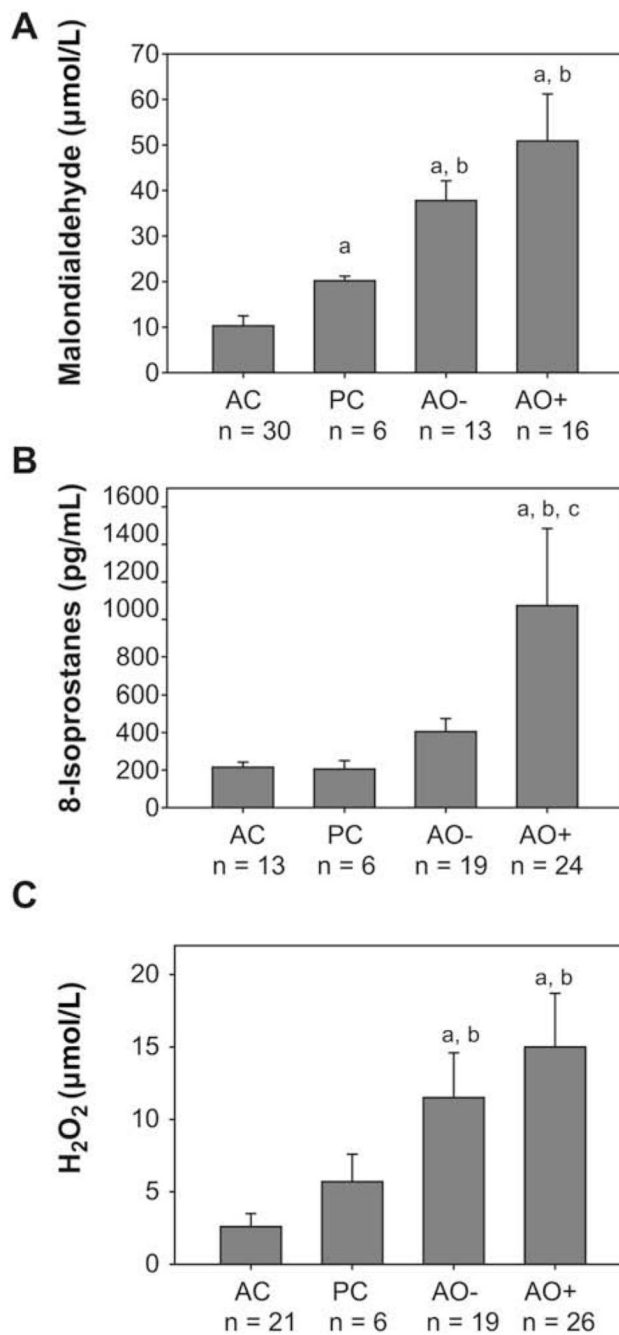 A
Malondialdehyde (µmol/L)
70
60
50
40
30
20
10
0
a
a, b
a, b
AC PC AO- AO+
n = 30 n = 6 n = 13 n = 16
B
8-Isoprostanes (pg/mL)
1600
1400
1200
1000
800
600
400
200
0
a, b, c
AC PC AO- AO+
n = 13 n = 6 n = 19 n = 24
C
H₂O₂ (µmol/L)
20
15
10
5
0
a, b
a, b
AC PC AO- AO+
n = 21 n = 6 n = 19 n = 26